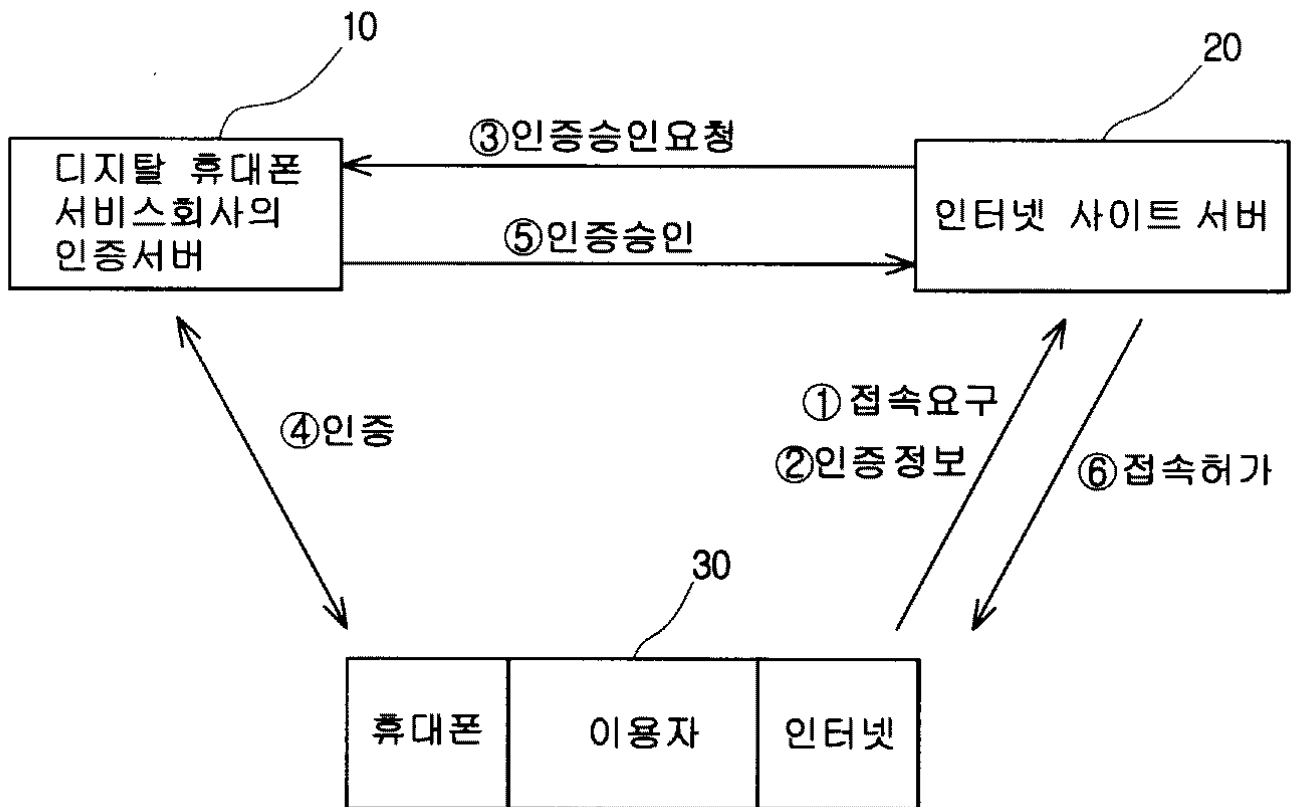 10
20
③인증승인요청
디지탈 휴대폰
서비스회사의
인증서버
인터넷 사이트 서버
⑤인증승인
①접속요구
④인증
②인증정보
⑥접속허가
30
휴대폰
이용자
인터넷